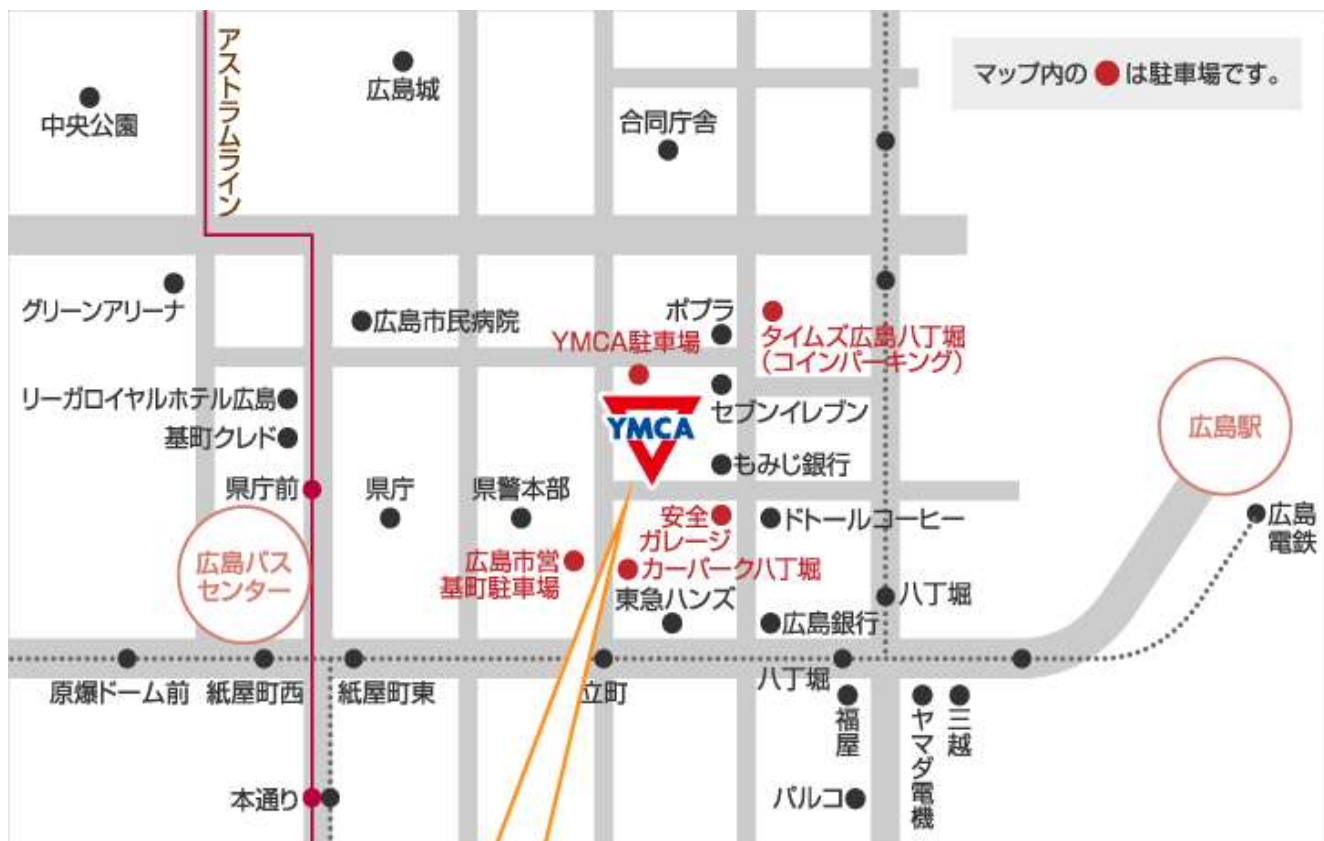 アストラムライン
広島城
マップ内の●は駐車場です。
中央公園
合同庁舎
グリーンアリーナ
広島市民病院
ポプラ
YMCA駐車場
タイムズ広島八丁堀
（コインパーキング）
リーガロイヤルホテル広島
YMCA
セブンイレブン
広島駅
基町クレド
もみじ銀行
県庁前
県庁
県警本部
安全
ガレージ
ドトールコーヒー
広島
電鉄
広島バス
センター
広島市営
基町駐車場
カーパーク八丁堀
東急ハンズ
広島銀行
八丁堀
原爆ドーム前
紙屋町西
紙屋町東
立町
八丁堀
福屋
ヤマダ電機
三越
本通り
パルコ